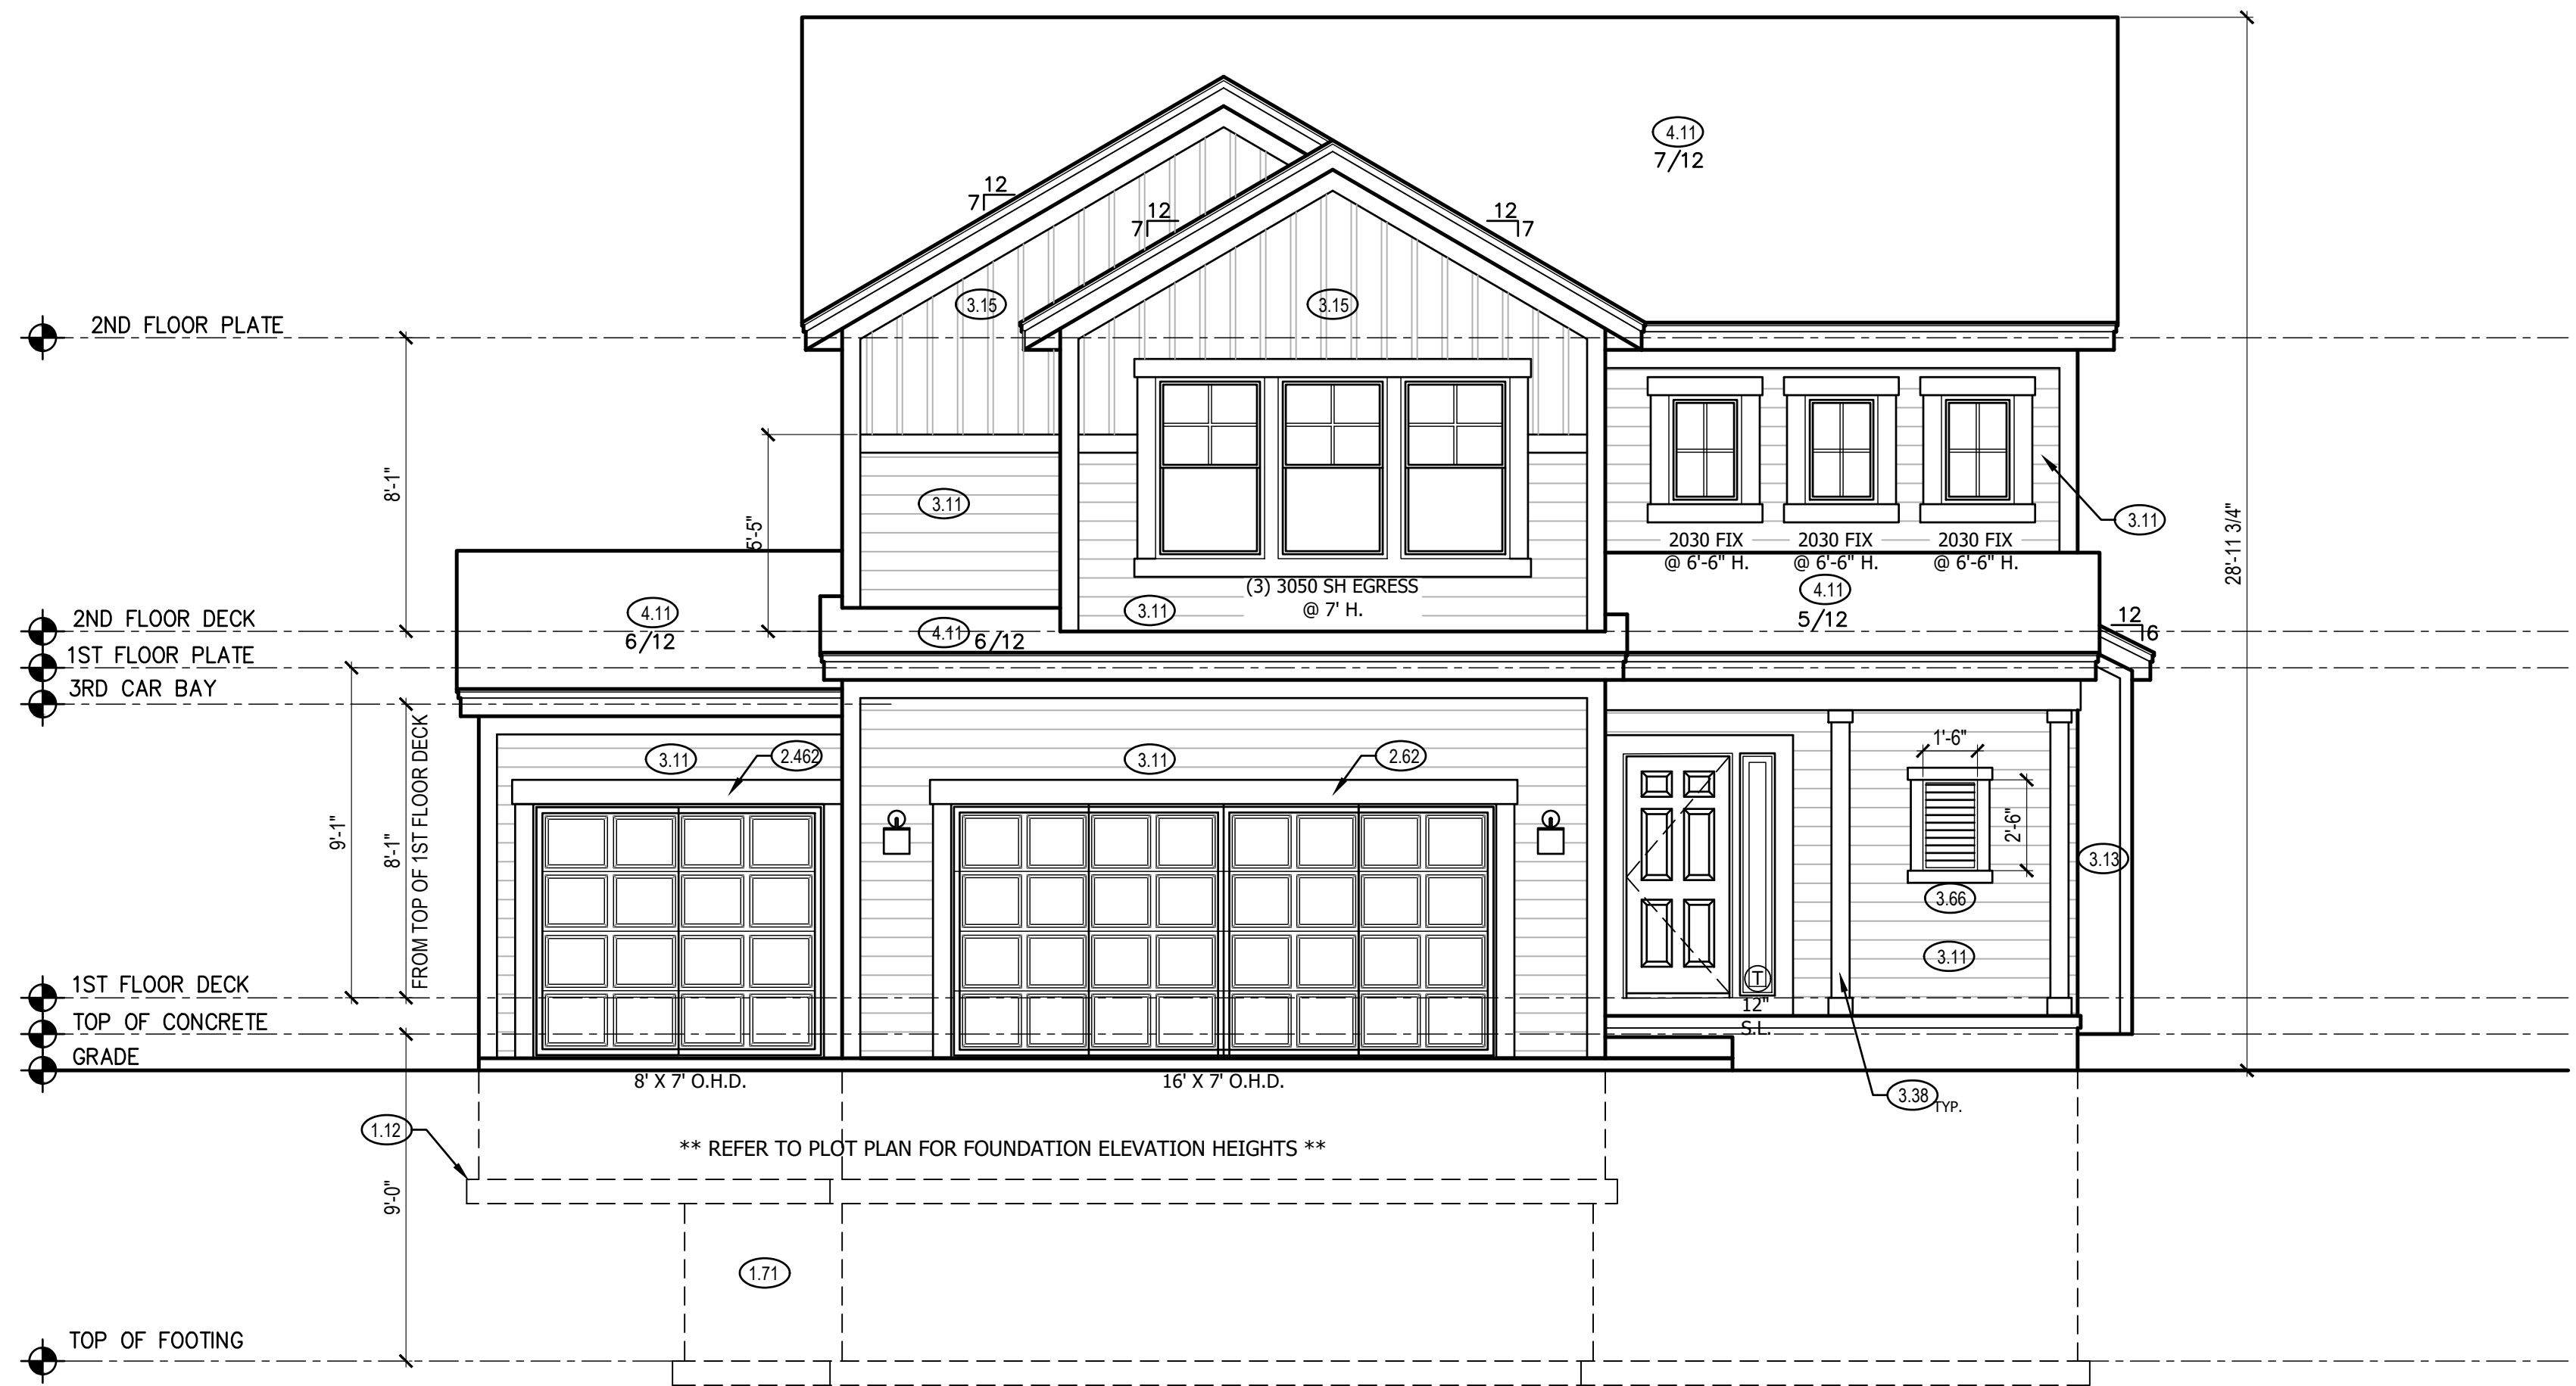 4.11
7/12
12
7
12
7
12
7
3.15
3.15
2ND FLOOR PLATE
8'-1"
5'-5"
28'-11 3/4"
3.11
3.11
2030 FIX
@ 6'-6" H.
2030 FIX
@ 6'-6" H.
2030 FIX
@ 6'-6" H.
(3) 3050 SH EGRESS
@ 7' H.
3.11
4.11
6/12
4.11
5/12
2ND FLOOR DECK
4.11 6/12
12
6
1ST FLOOR PLATE
3RD CAR BAY
9'-1"
8'-1"
FROM TOP OF 1ST FLOOR DECK
3.11
2.462
3.11
2.62
1'-6"
2'-6"
3.13
3.66
3.11
T
12"
S.L.
1ST FLOOR DECK
TOP OF CONCRETE
GRADE
8' X 7' O.H.D.
16' X 7' O.H.D.
3.38 TYP.
1.12
** REFER TO PLOT PLAN FOR FOUNDATION ELEVATION HEIGHTS **
9'-0"
1.71
TOP OF FOOTING